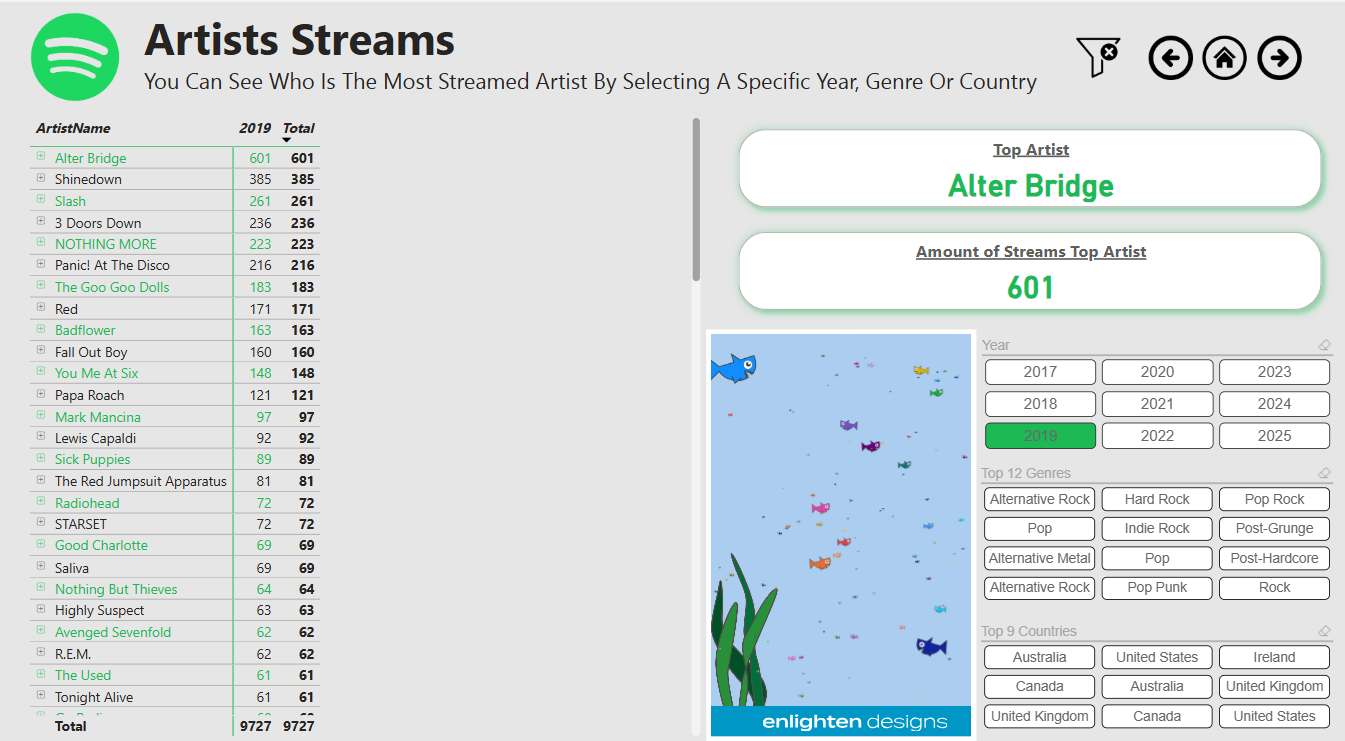 Artists Streams
You Can See Who Is The Most Streamed Artist By Selecting A Specific Year, Genre Or Country
ArtistName 2019 Total
Alter Bridge 601 601
Shinedown 385 385
Slash 261 261
3 Doors Down 236 236
NOTHING MORE 223 223
Panic! At The Disco 216 216
The Goo Goo Dolls 183 183
Red 171 171
Badflower 163 163
Fall Out Boy 160 160
You Me At Six 148 148
Papa Roach 121 121
Mark Mancina 97 97
Lewis Capaldi 92 92
Sick Puppies 89 89
The Red Jumpsuit Apparatus 81 81
Radiohead 72 72
STARSET 72 72
Good Charlotte 69 69
Saliva 69 69
Nothing But Thieves 64 64
Highly Suspect 63 63
Avenged Sevenfold 62 62
R.E.M. 62 62
The Used 61 61
Tonight Alive 61 61
Total 9727 9727
Top Artist
Alter Bridge
Amount of Streams Top Artist
601
enlighten designs
Year
2017 2020 2023
2018 2021 2024
2019 2022 2025
Top 12 Genres
Alternative Rock Hard Rock Pop Rock
Pop Indie Rock Post-Grunge
Alternative Metal Pop Post-Hardcore
Alternative Rock Pop Punk Rock
Top 9 Countries
Australia United States Ireland
Canada Australia United Kingdom
United Kingdom Canada United States